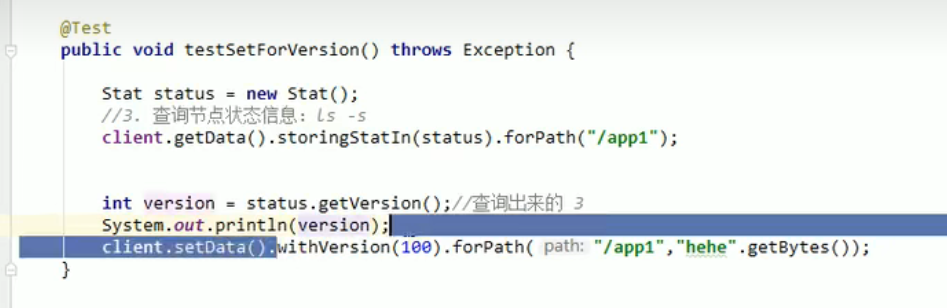 @Test
public void testSetForVersion() throws Exception {
Stat status = new Stat();
//3. 查询节点状态信息：ls -s
client.getData().storingStatIn(status).forPath("/app1");
int version = status.getVersion();//查询出来的 3
System.out.println(version);
client.setData().withVersion(100).forPath( path: "/app1","hehe".getBytes());
}